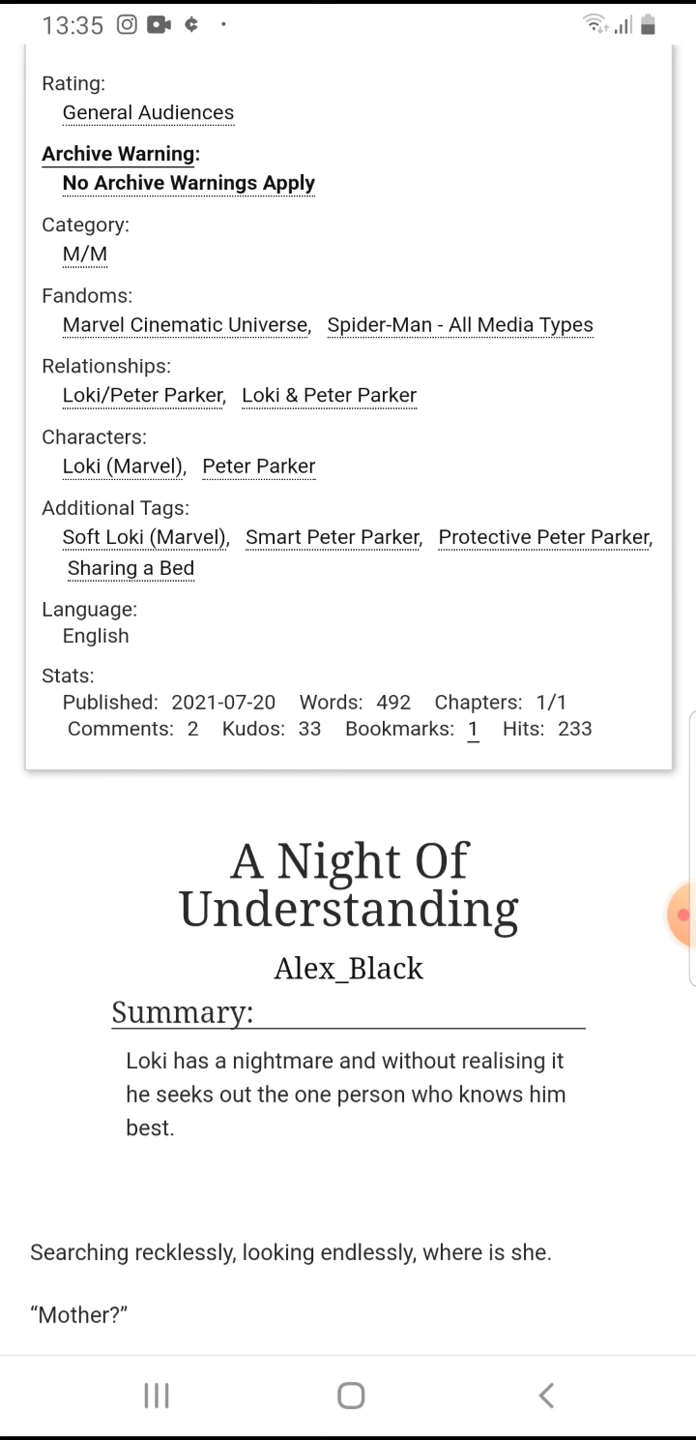 13:35
Rating:
General Audiences
Archive Warning:
No Archive Warnings Apply
Category:
M/M
Fandoms:
Marvel Cinematic Universe, Spider-Man - All Media Types
Relationships:
Loki/Peter Parker, Loki & Peter Parker
Characters:
Loki (Marvel), Peter Parker
Additional Tags:
Soft Loki (Marvel), Smart Peter Parker, Protective Peter Parker,
Sharing a Bed
Language:
English
Stats:
Published: 2021-07-20 Words: 492 Chapters: 1/1
Comments: 2 Kudos: 33 Bookmarks: 1 Hits: 233
A Night Of
Understanding
Alex_Black
Summary:
Loki has a nightmare and without realising it
he seeks out the one person who knows him
best.
Searching recklessly, looking endlessly, where is she.
“Mother?”